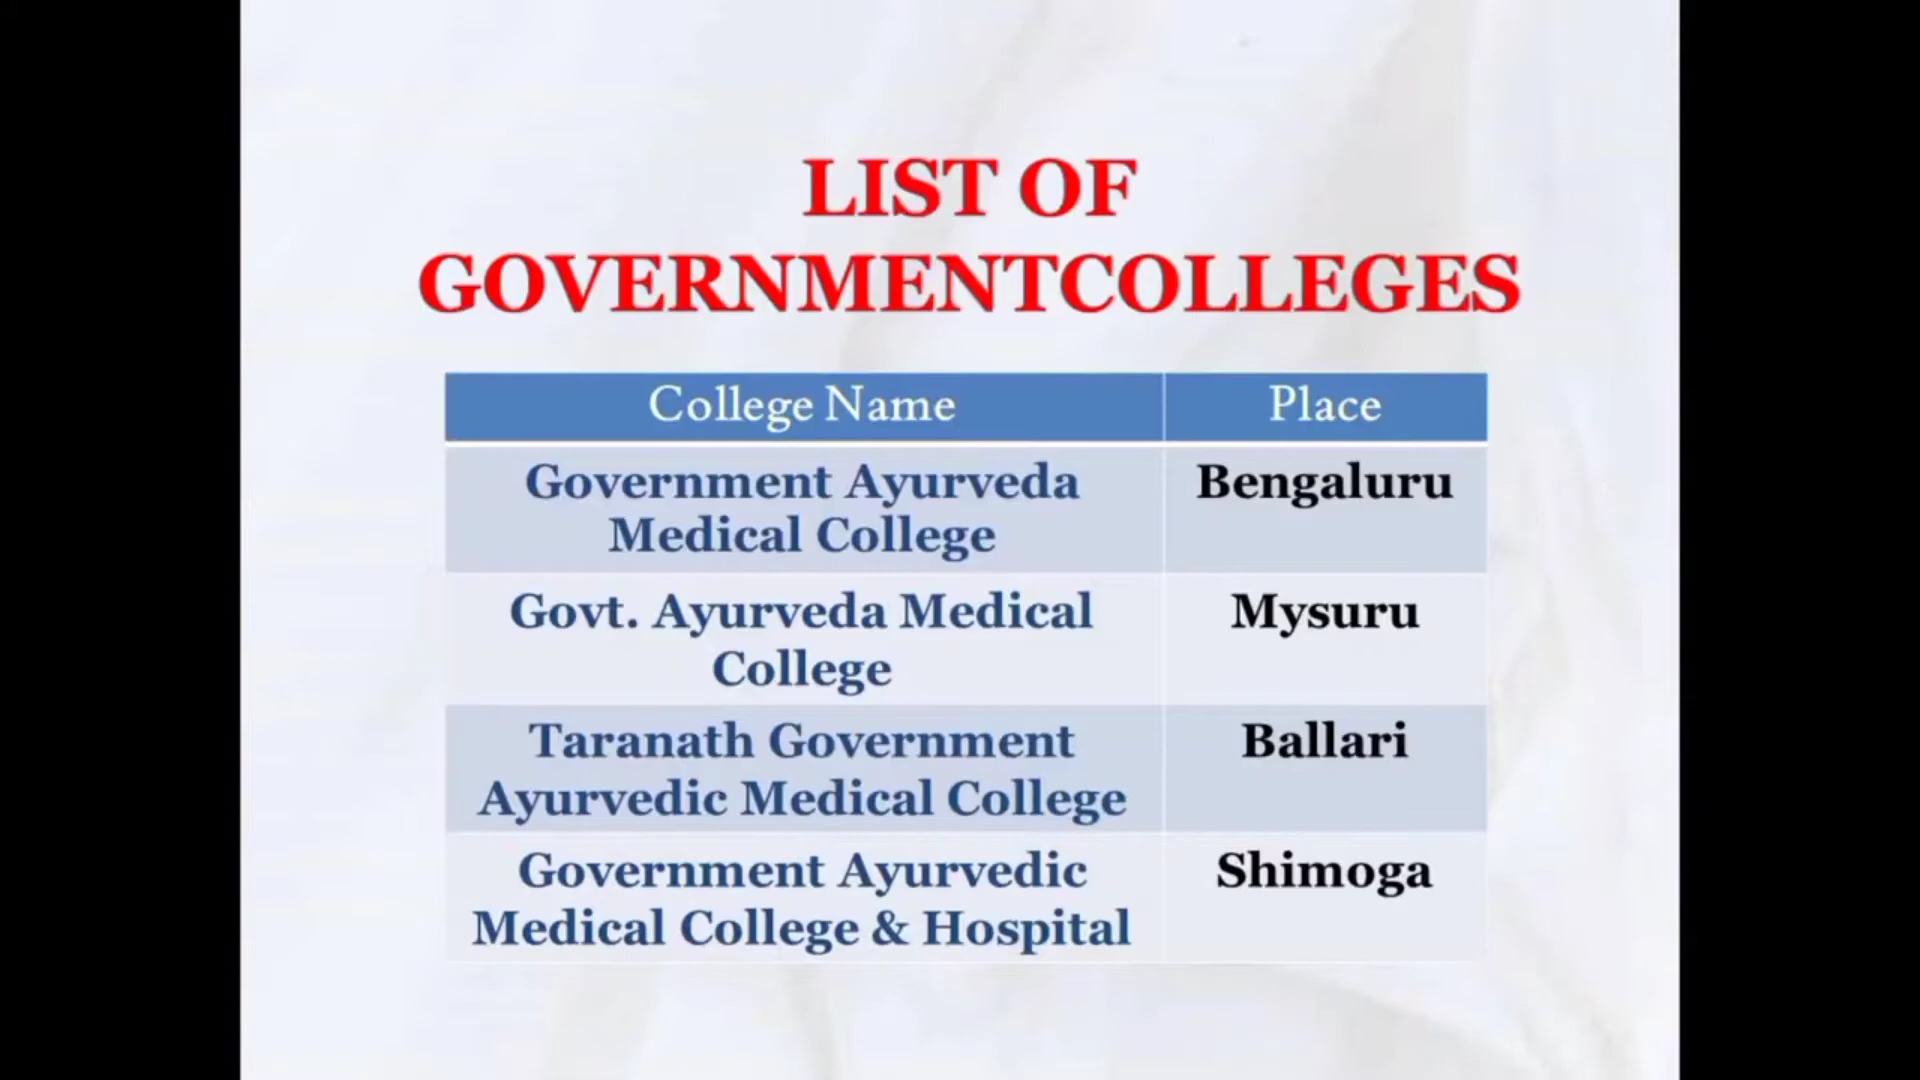 LIST OF
GOVERNMENTCOLLEGES
College Name Place
Government Ayurveda Bengaluru
Medical College
Govt. Ayurveda Medical Mysuru
College
Taranath Government Ballari
Ayurvedic Medical College
Government Ayurvedic Shimoga
Medical College & Hospital